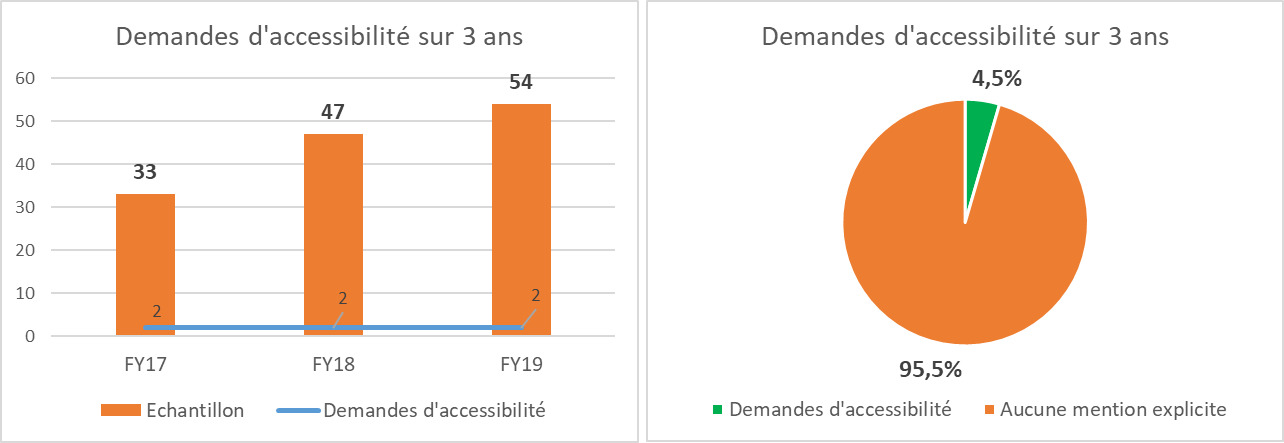 Demandes d'accessibilité sur 3 ans
60
50
40
30
20
10
0
33
47
54
2
2
2
FY17
FY18
FY19
Echantillon
Demandes d'accessibilité
Demandes d'accessibilité sur 3 ans
4,5%
95,5%
Demandes d'accessibilité
Aucune mention explicite